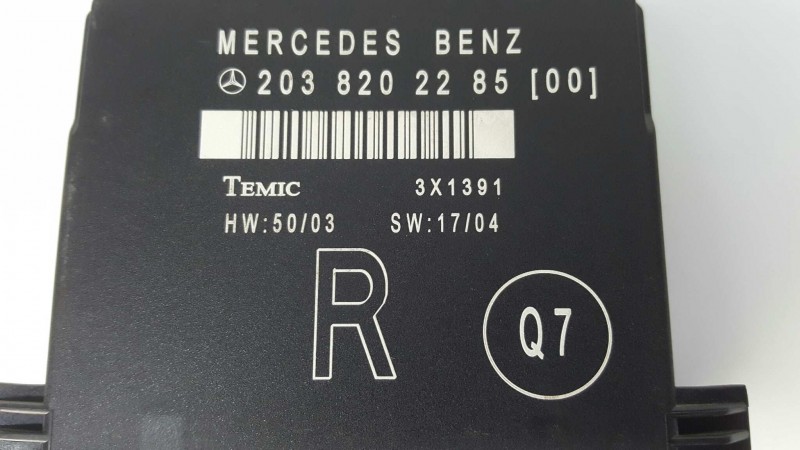 MERCEDES BENZ
203 820 22 85 [00]
TEMIC 3X1391
HW:50/03 SW:17/04
R
Q7